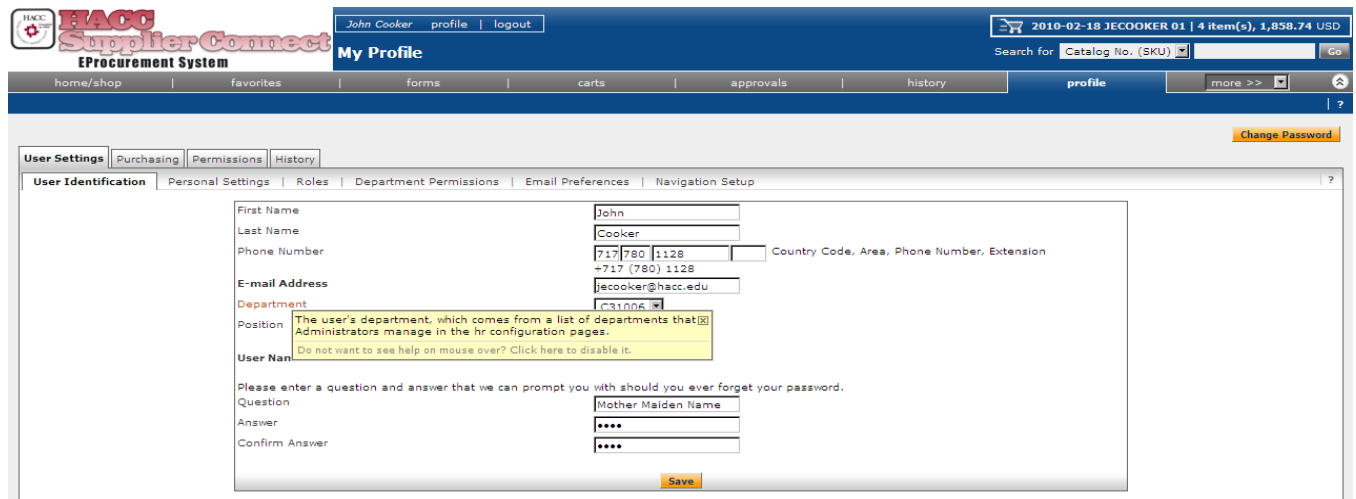 HACC
HACC
Supplier Connect
EProcurement System
John Cooker profile | logout
My Profile
2010-02-18 JECOOKER 01 | 4 item(s), 1,858.74 USD
Search for Catalog No. (SKU) Go
home/shop | favorites | forms | carts | approvals | history profile more >>
| ?
Change Password
User Settings Purchasing Permissions History
User Identification Personal Settings | Roles | Department Permissions | Email Preferences | Navigation Setup ?
First Name John
Last Name Cooker
Phone Number 717 780 1128 Country Code, Area, Phone Number, Extension
+717 (780) 1128
E-mail Address jecooker@hacc.edu
Department C31006
Position
The user's department, which comes from a list of departments that
Administrators manage in the hr configuration pages.
Do not want to see help on mouse over? Click here to disable it.
User Nan
Please enter a question and answer that we can prompt you with should you ever forget your password.
Question Mother Maiden Name
Answer ••••
Confirm Answer ••••
Save